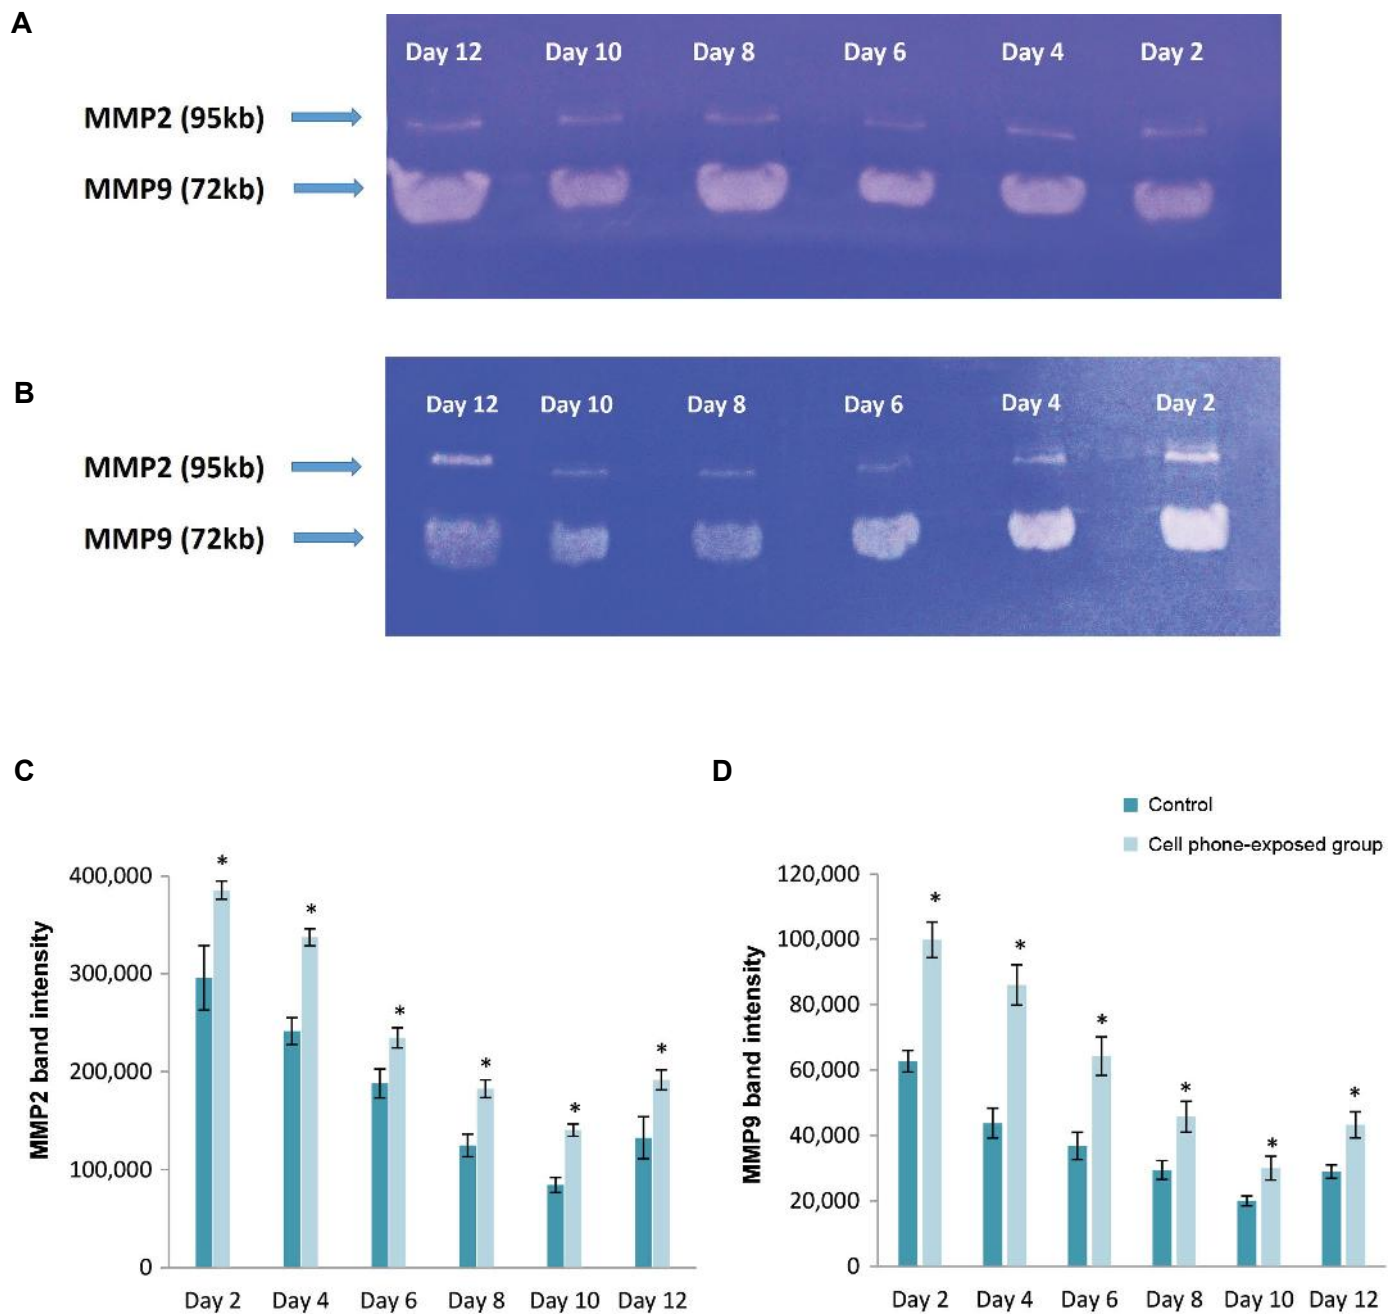 A
Day 12 Day 10 Day 8 Day 6 Day 4 Day 2
MMP2 (95kb)
MMP9 (72kb)
B
Day 12 Day 10 Day 8 Day 6 Day 4 Day 2
MMP2 (95kb)
MMP9 (72kb)
C
MMP2 band intensity
400,000
300,000
200,000
100,000
0
* * * * * *
Day 2 Day 4 Day 6 Day 8 Day 10 Day 12
D
Control
Cell phone-exposed group
MMP9 band intensity
120,000
100,000
80,000
60,000
40,000
20,000
0
* * * * * *
Day 2 Day 4 Day 6 Day 8 Day 10 Day 12